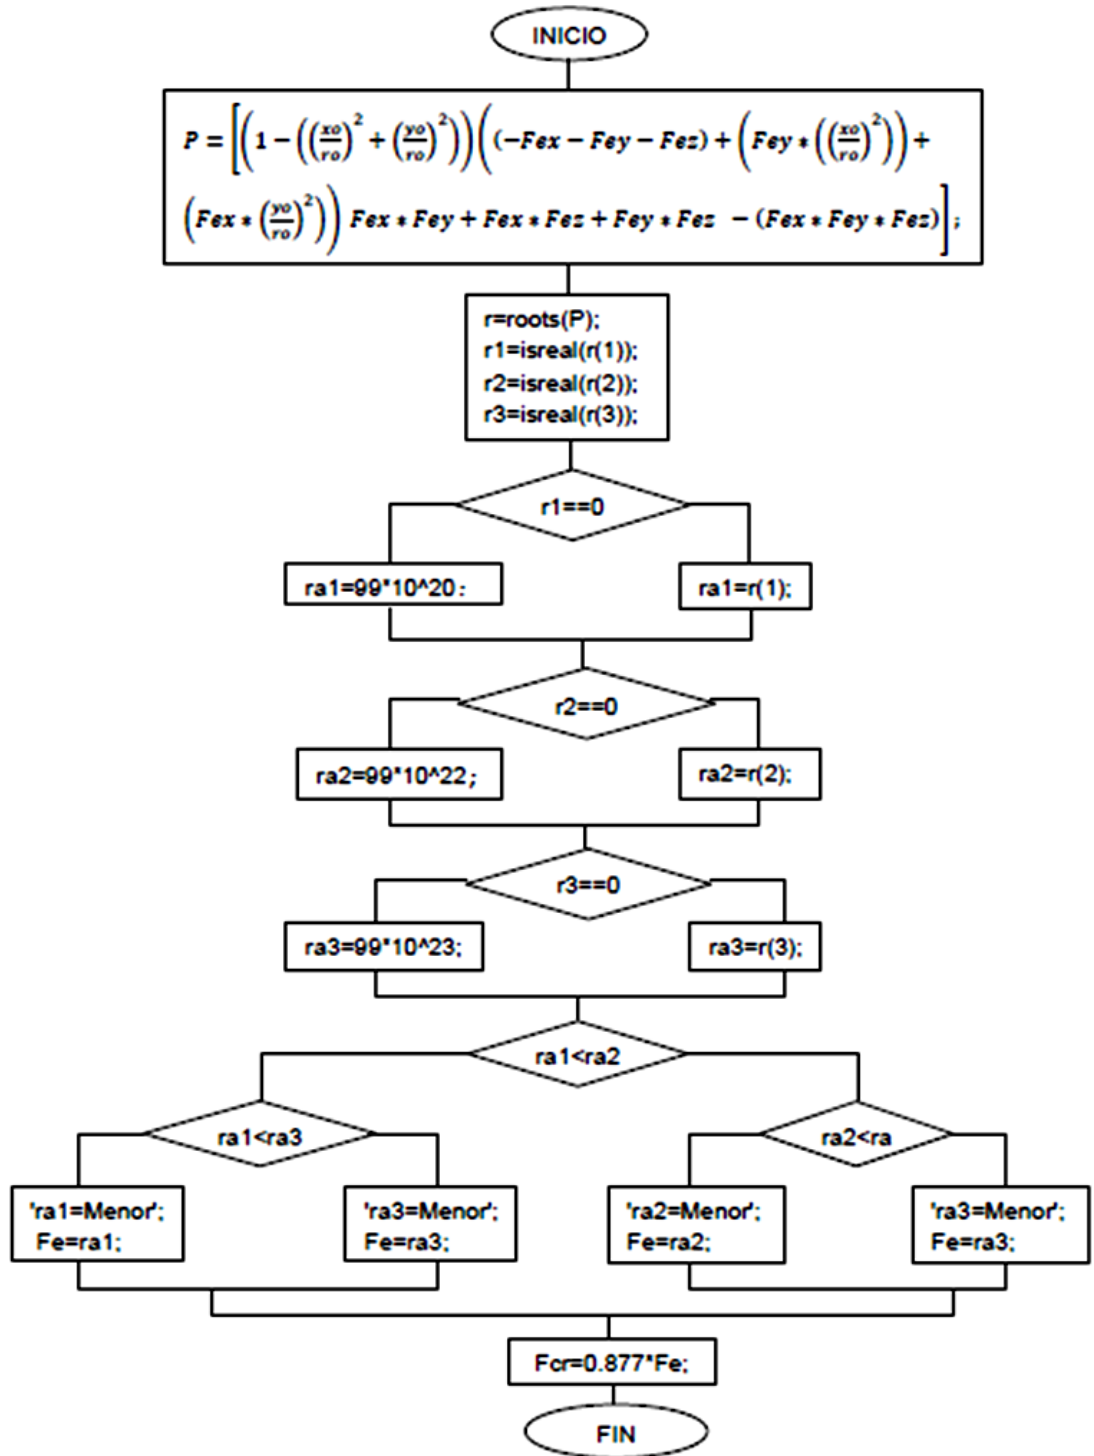 INICIO
P = [(1 − ((xo/ro)^2 + (yo/ro)^2))((−Fex − Fey − Fez) + (Fey ∗ ((xo/ro)^2)) +
(Fex ∗ (yo/ro)^2)) Fex ∗ Fey + Fex ∗ Fez + Fey ∗ Fez − (Fex ∗ Fey ∗ Fez)];
r=roots(P);
r1=isreal(r(1));
r2=isreal(r(2));
r3=isreal(r(3));
r1==0
ra1=99*10^20:
ra1=r(1);
r2==0
ra2=99*10^22;
ra2=r(2);
r3==0
ra3=99*10^23;
ra3=r(3);
ra1<ra2
ra1<ra3
ra2<ra
'ra1=Menor';
Fe=ra1;
'ra3=Menor';
Fe=ra3;
'ra2=Menor';
Fe=ra2;
'ra3=Menor';
Fe=ra3;
Fcr=0.877*Fe;
FIN